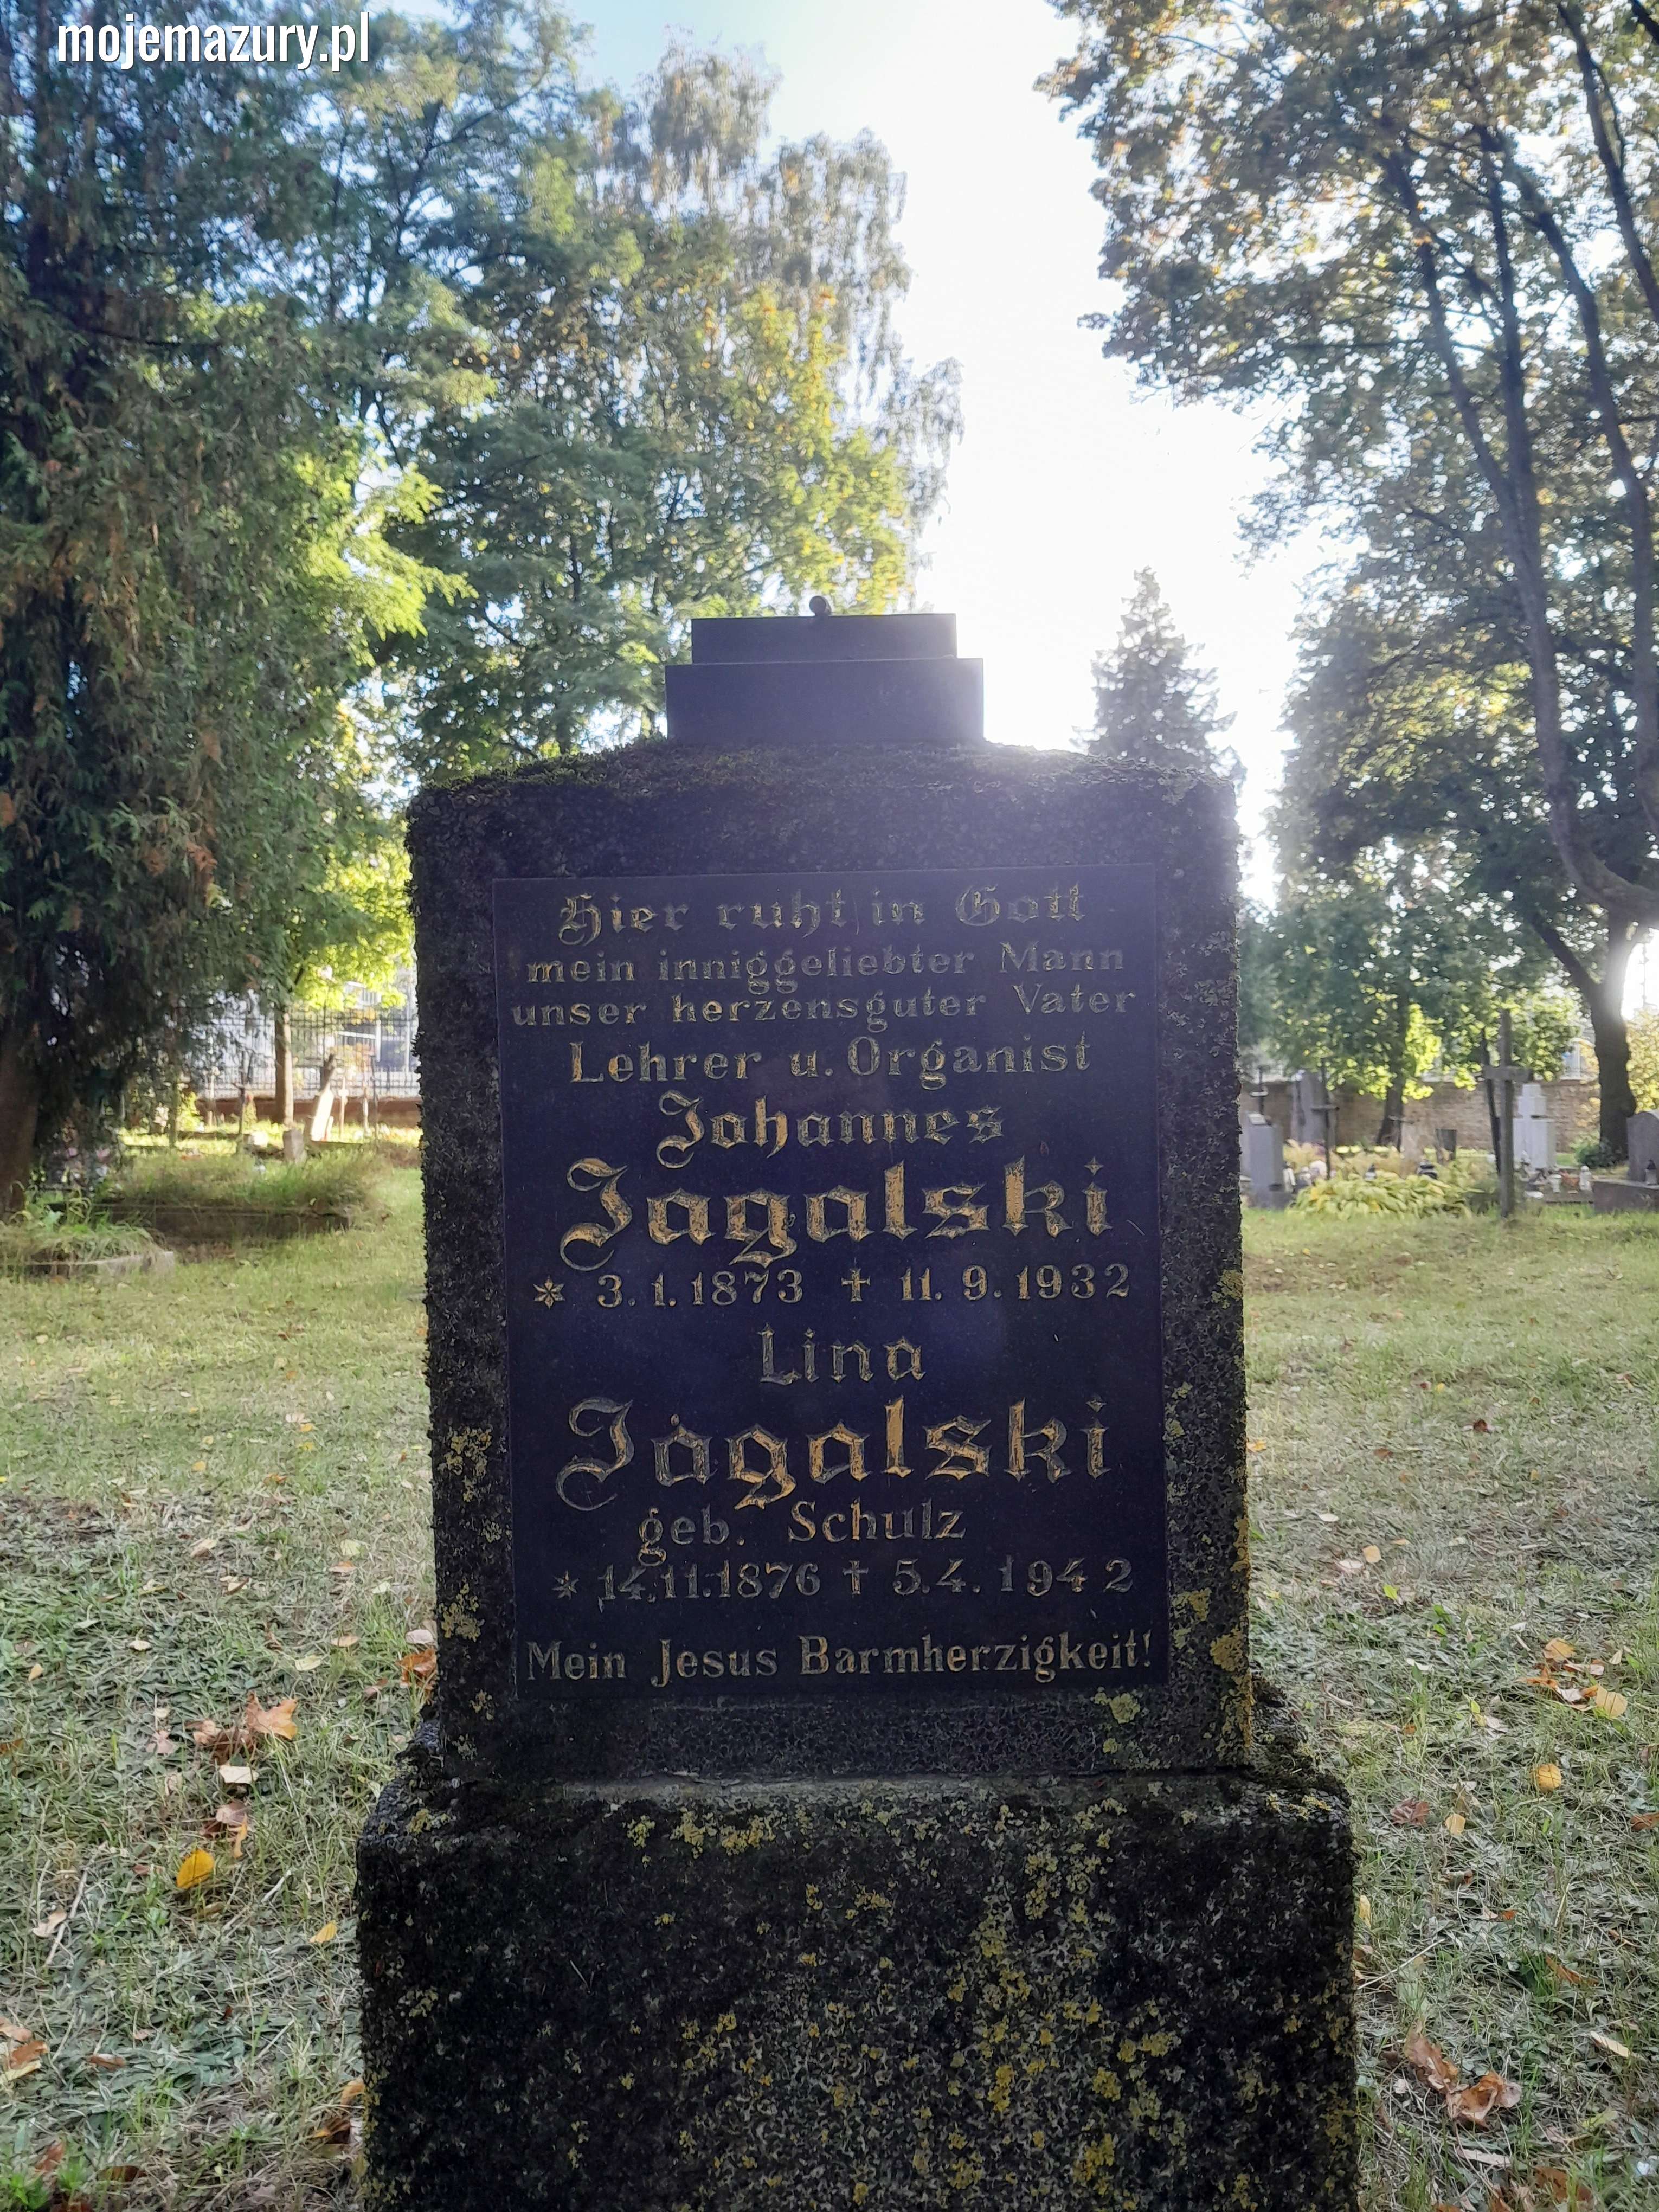 mojemazury.pl
Hier ruht in Gott
mein inniggeliebter Mann
unser herzensguter Vater
Lehrer u. Organist
Johannes
Jagalski
* 3.1.1873 † 11.9.1932
Lina
Jagalski
geb. Schulz
* 14.11.1876 † 5.4.1942
Mein Jesus Barmherzigkeit!